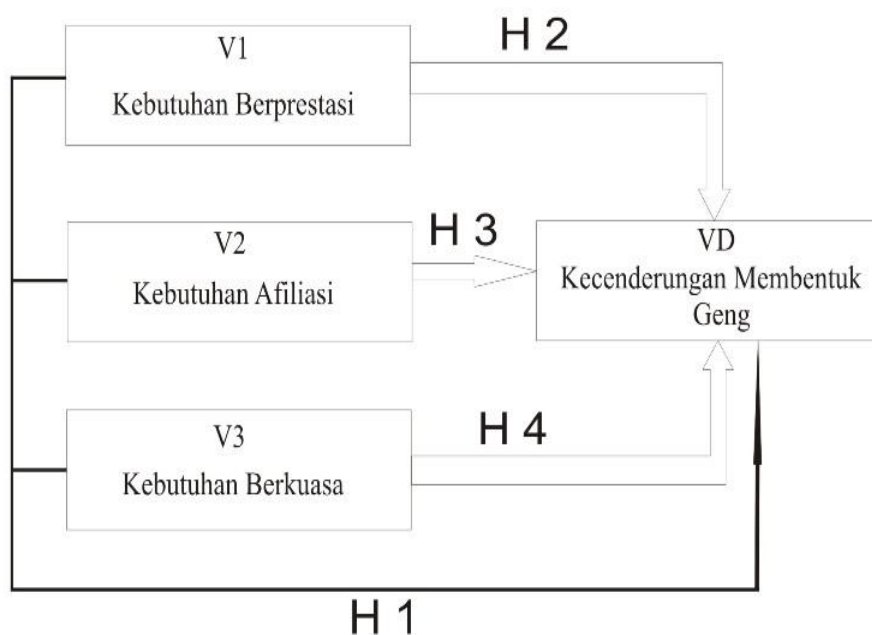 V1
Kebutuhan Berprestasi
H 2
V2
Kebutuhan Afiliasi
H 3
VD
Kecenderungan Membentuk
Geng
V3
Kebutuhan Berkuasa
H 4
H 1